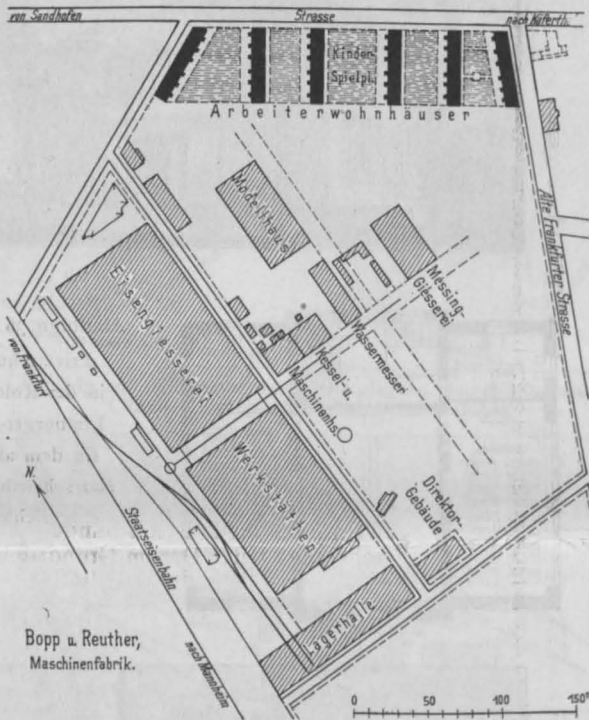 von Sandhofen
Strasse
nach Käferth.
Kinder-
Spielpl.
Arbeiterwohnhäuser
Modellhaus
Messing-
Giesserei
Alte Frankfurter Strasse
Eisengiesserei
Wassermesser
Kessel- u.
Maschinenhs.
von Frankfurt
Werkstätten
Direktor-
Gebäude
N.
Staatseisenbahn
Lagerhalle
nach Mannheim
Bopp u. Reuther,
Maschinenfabrik.
0 50 100 150m